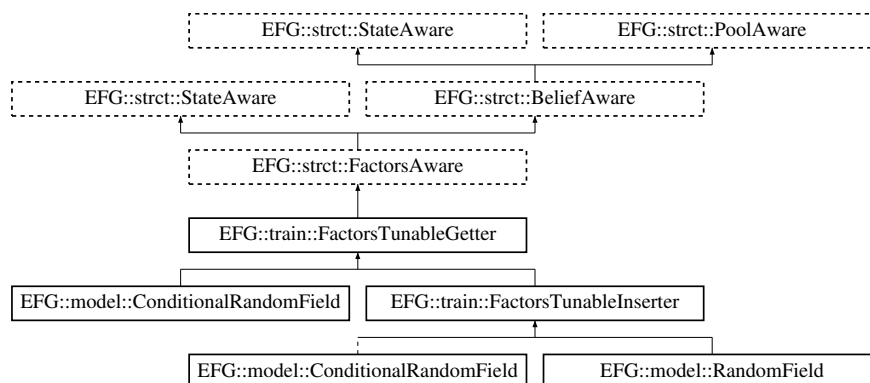 EFG::strct::StateAware
EFG::strct::PoolAware
EFG::strct::StateAware
EFG::strct::BeliefAware
EFG::strct::FactorsAware
EFG::train::FactorsTunableGetter
EFG::model::ConditionalRandomField
EFG::train::FactorsTunableInserter
EFG::model::ConditionalRandomField
EFG::model::RandomField